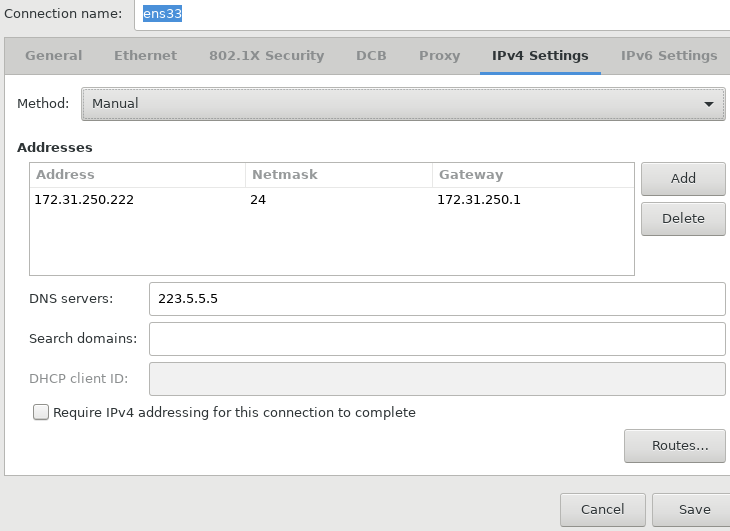 Connection name: ens33
General Ethernet 802.1X Security DCB Proxy IPv4 Settings IPv6 Settings
Method: Manual
Addresses
Address Netmask Gateway
172.31.250.222 24 172.31.250.1
Add
Delete
DNS servers: 223.5.5.5
Search domains:
DHCP client ID:
Require IPv4 addressing for this connection to complete
Routes...
Cancel Save